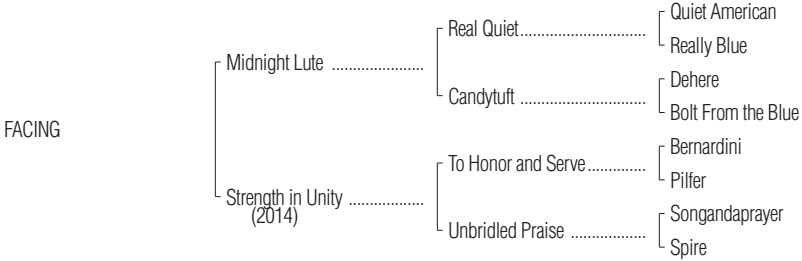 Quiet American
Real Quiet..............................
Really Blue
Midnight Lute ......................
Dehere
Candytuft ..............................
Bolt From the Blue
FACING
Bernardini
To Honor and Serve..............
Pilfer
Strength in Unity ..................
(2014)
Songandaprayer
Unbridled Praise ..................
Spire